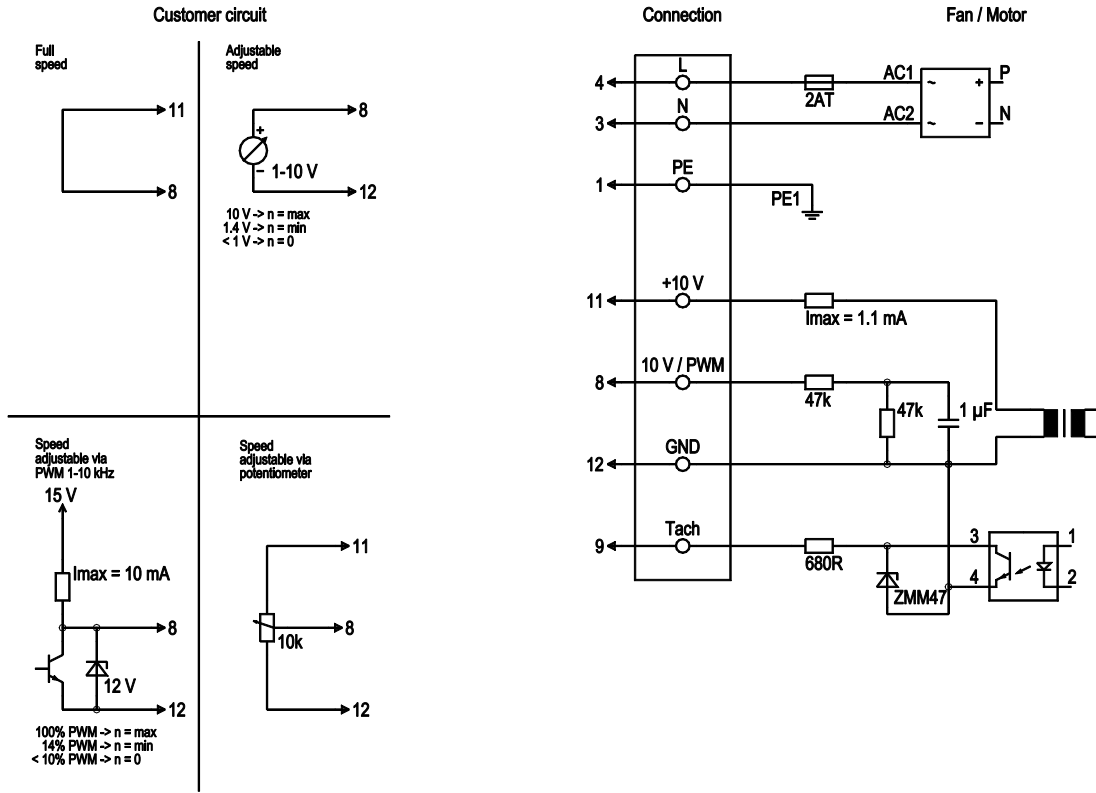 Customer circuit
Full
speed
11
8
Adjustable
speed
8
+
− 1-10 V
12
10 V -> n = max
1.4 V -> n = min
< 1 V -> n = 0
Speed
adjustable via
PWM 1-10 kHz
15 V
Imax = 10 mA
8
12 V
12
100% PWM -> n = max
14% PWM -> n = min
< 10% PWM -> n = 0
Speed
adjustable via
potentiometer
11
8
10k
12
Connection
Fan / Motor
4
L
2AT
AC1
~
+
P
3
N
AC2
~
−
N
1
PE
PE1
11
+10 V
Imax = 1.1 mA
8
10 V / PWM
47k
47k
1 µF
12
GND
9
Tach
680R
3
1
4
2
ZMM47